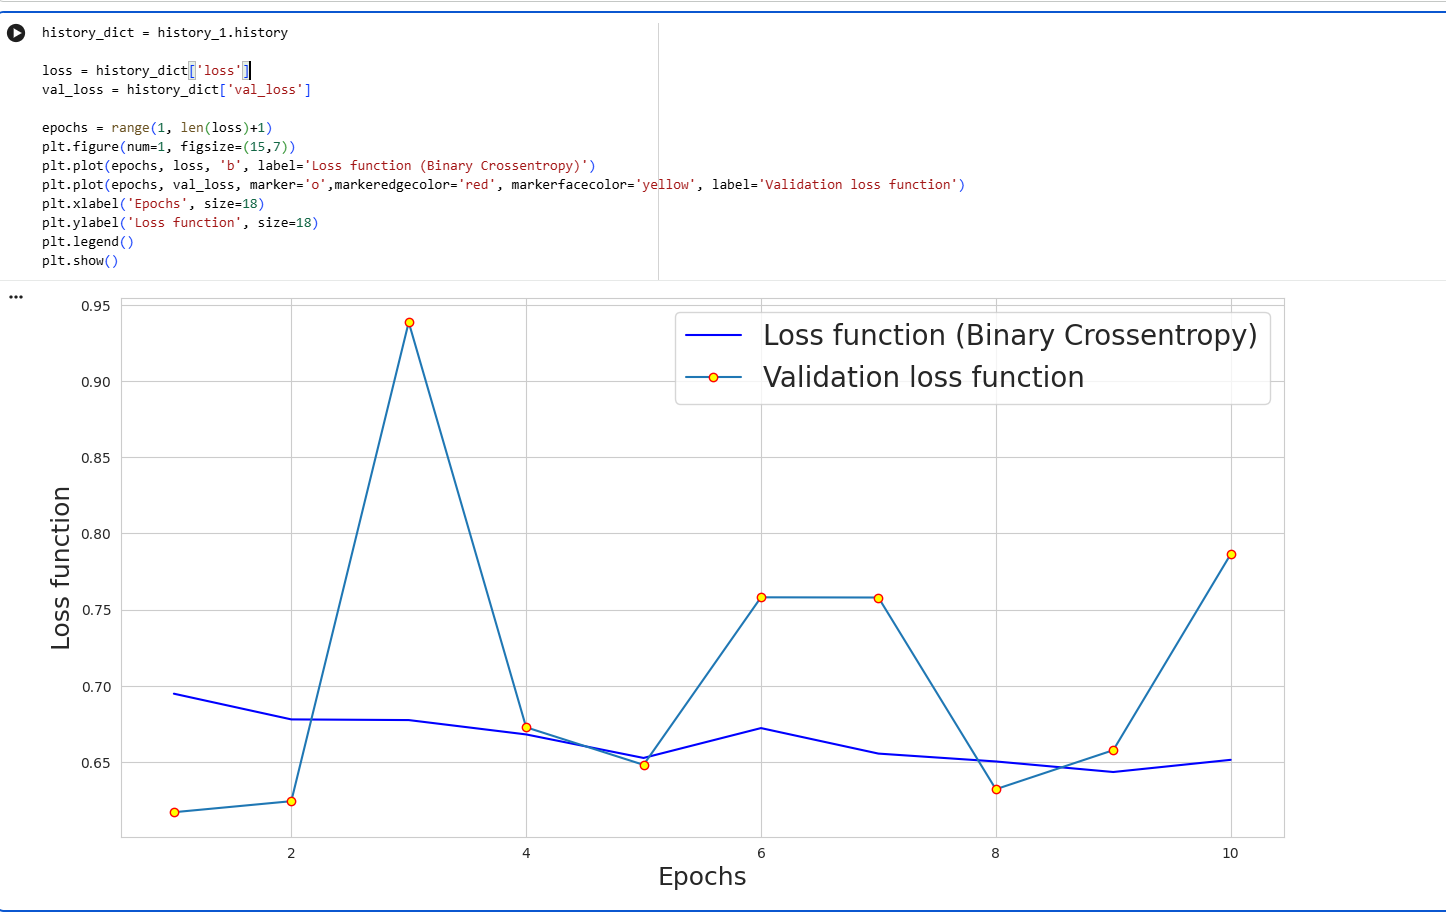 history_dict = history_1.history
loss = history_dict['loss']
val_loss = history_dict['val_loss']
epochs = range(1, len(loss)+1)
plt.figure(num=1, figsize=(15,7))
plt.plot(epochs, loss, 'b', label='Loss function (Binary Crossentropy)')
plt.plot(epochs, val_loss, marker='o',markeredgecolor='red', markerfacecolor='yellow', label='Validation loss function')
plt.xlabel('Epochs', size=18)
plt.ylabel('Loss function', size=18)
plt.legend()
plt.show()
0.95
0.90
0.85
0.80
0.75
0.70
0.65
Loss function
Loss function (Binary Crossentropy)
Validation loss function
2 4 6 8 10
Epochs